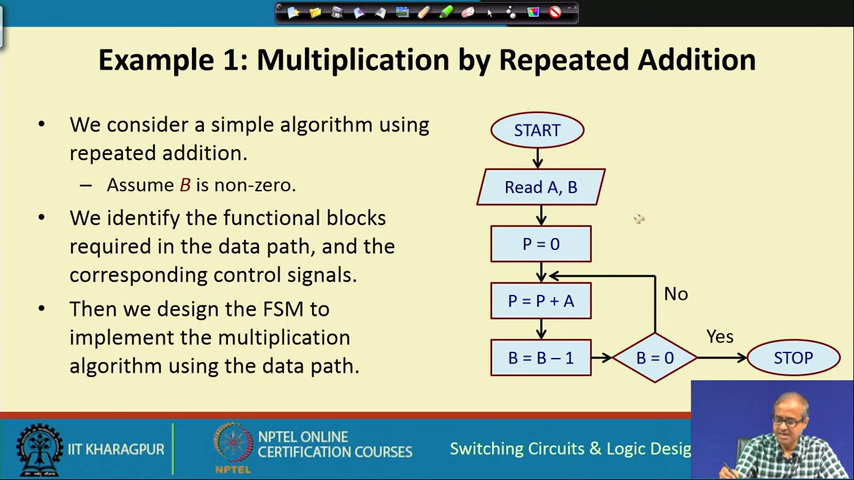 Example 1: Multiplication by Repeated Addition
• We consider a simple algorithm using
repeated addition.
– Assume B is non-zero.
• We identify the functional blocks
required in the data path, and the
corresponding control signals.
• Then we design the FSM to
implement the multiplication
algorithm using the data path.
START
Read A, B
P = 0
P = P + A
B = B – 1
B = 0
No
Yes
STOP
IIT KHARAGPUR
NPTEL
NPTEL ONLINE
CERTIFICATION COURSES
Switching Circuits & Logic Desig